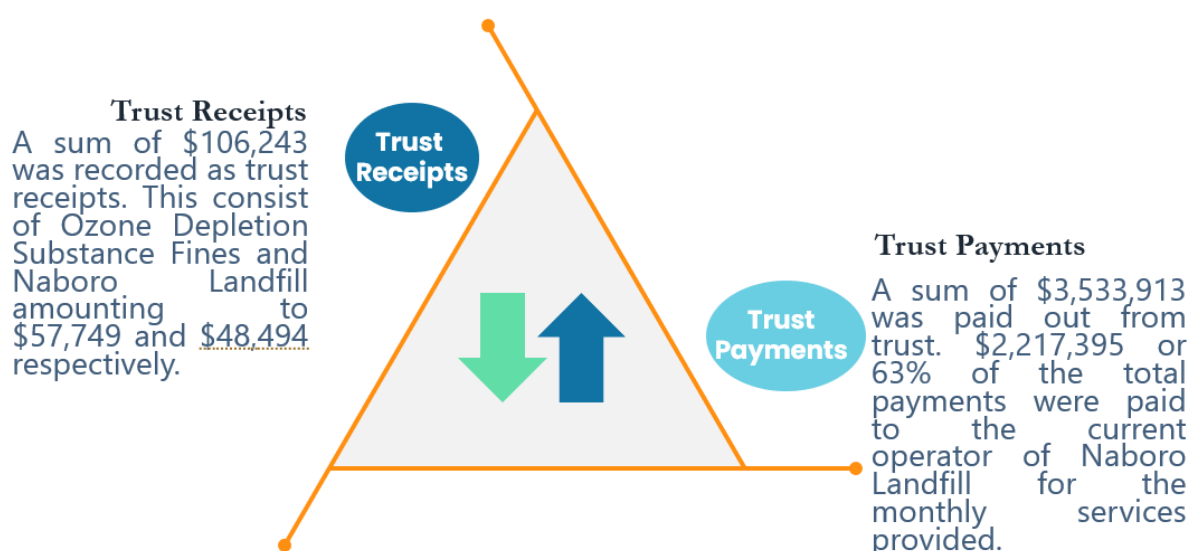 Trust Receipts
A sum of $106,243
was recorded as trust
receipts. This consist
of Ozone Depletion
Substance Fines and
Naboro Landfill
amounting to
$57,749 and $48,494
respectively.
Trust
Receipts
Trust
Payments
Trust Payments
A sum of $3,533,913
was paid out from
trust. $2,217,395 or
63% of the total
payments were paid
to the current
operator of Naboro
Landfill for the
monthly services
provided.